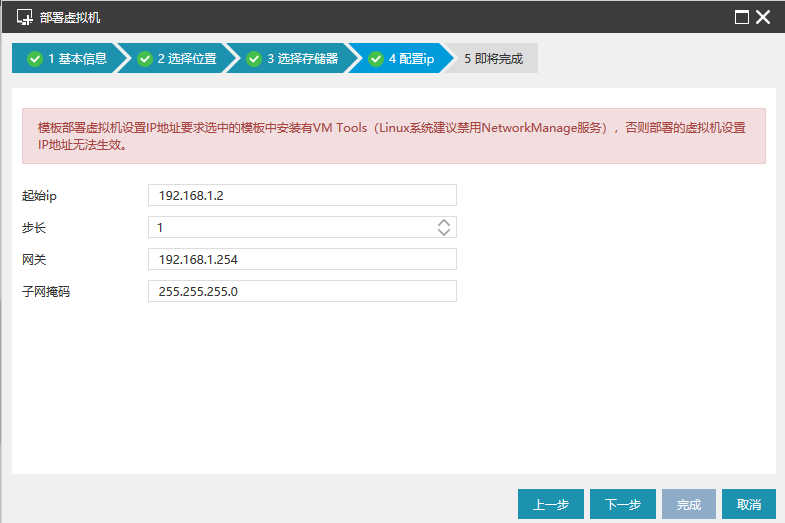 部署虚拟机
1 基本信息
2 选择位置
3 选择存储器
4 配置ip
5 即将完成
模板部署虚拟机设置IP地址要求选中的模板中安装有VM Tools（Linux系统建议禁用NetworkManage服务），否则部署的虚拟机设置
IP地址无法生效。
起始ip
192.168.1.2
步长
1
网关
192.168.1.254
子网掩码
255.255.255.0
上一步
下一步
完成
取消